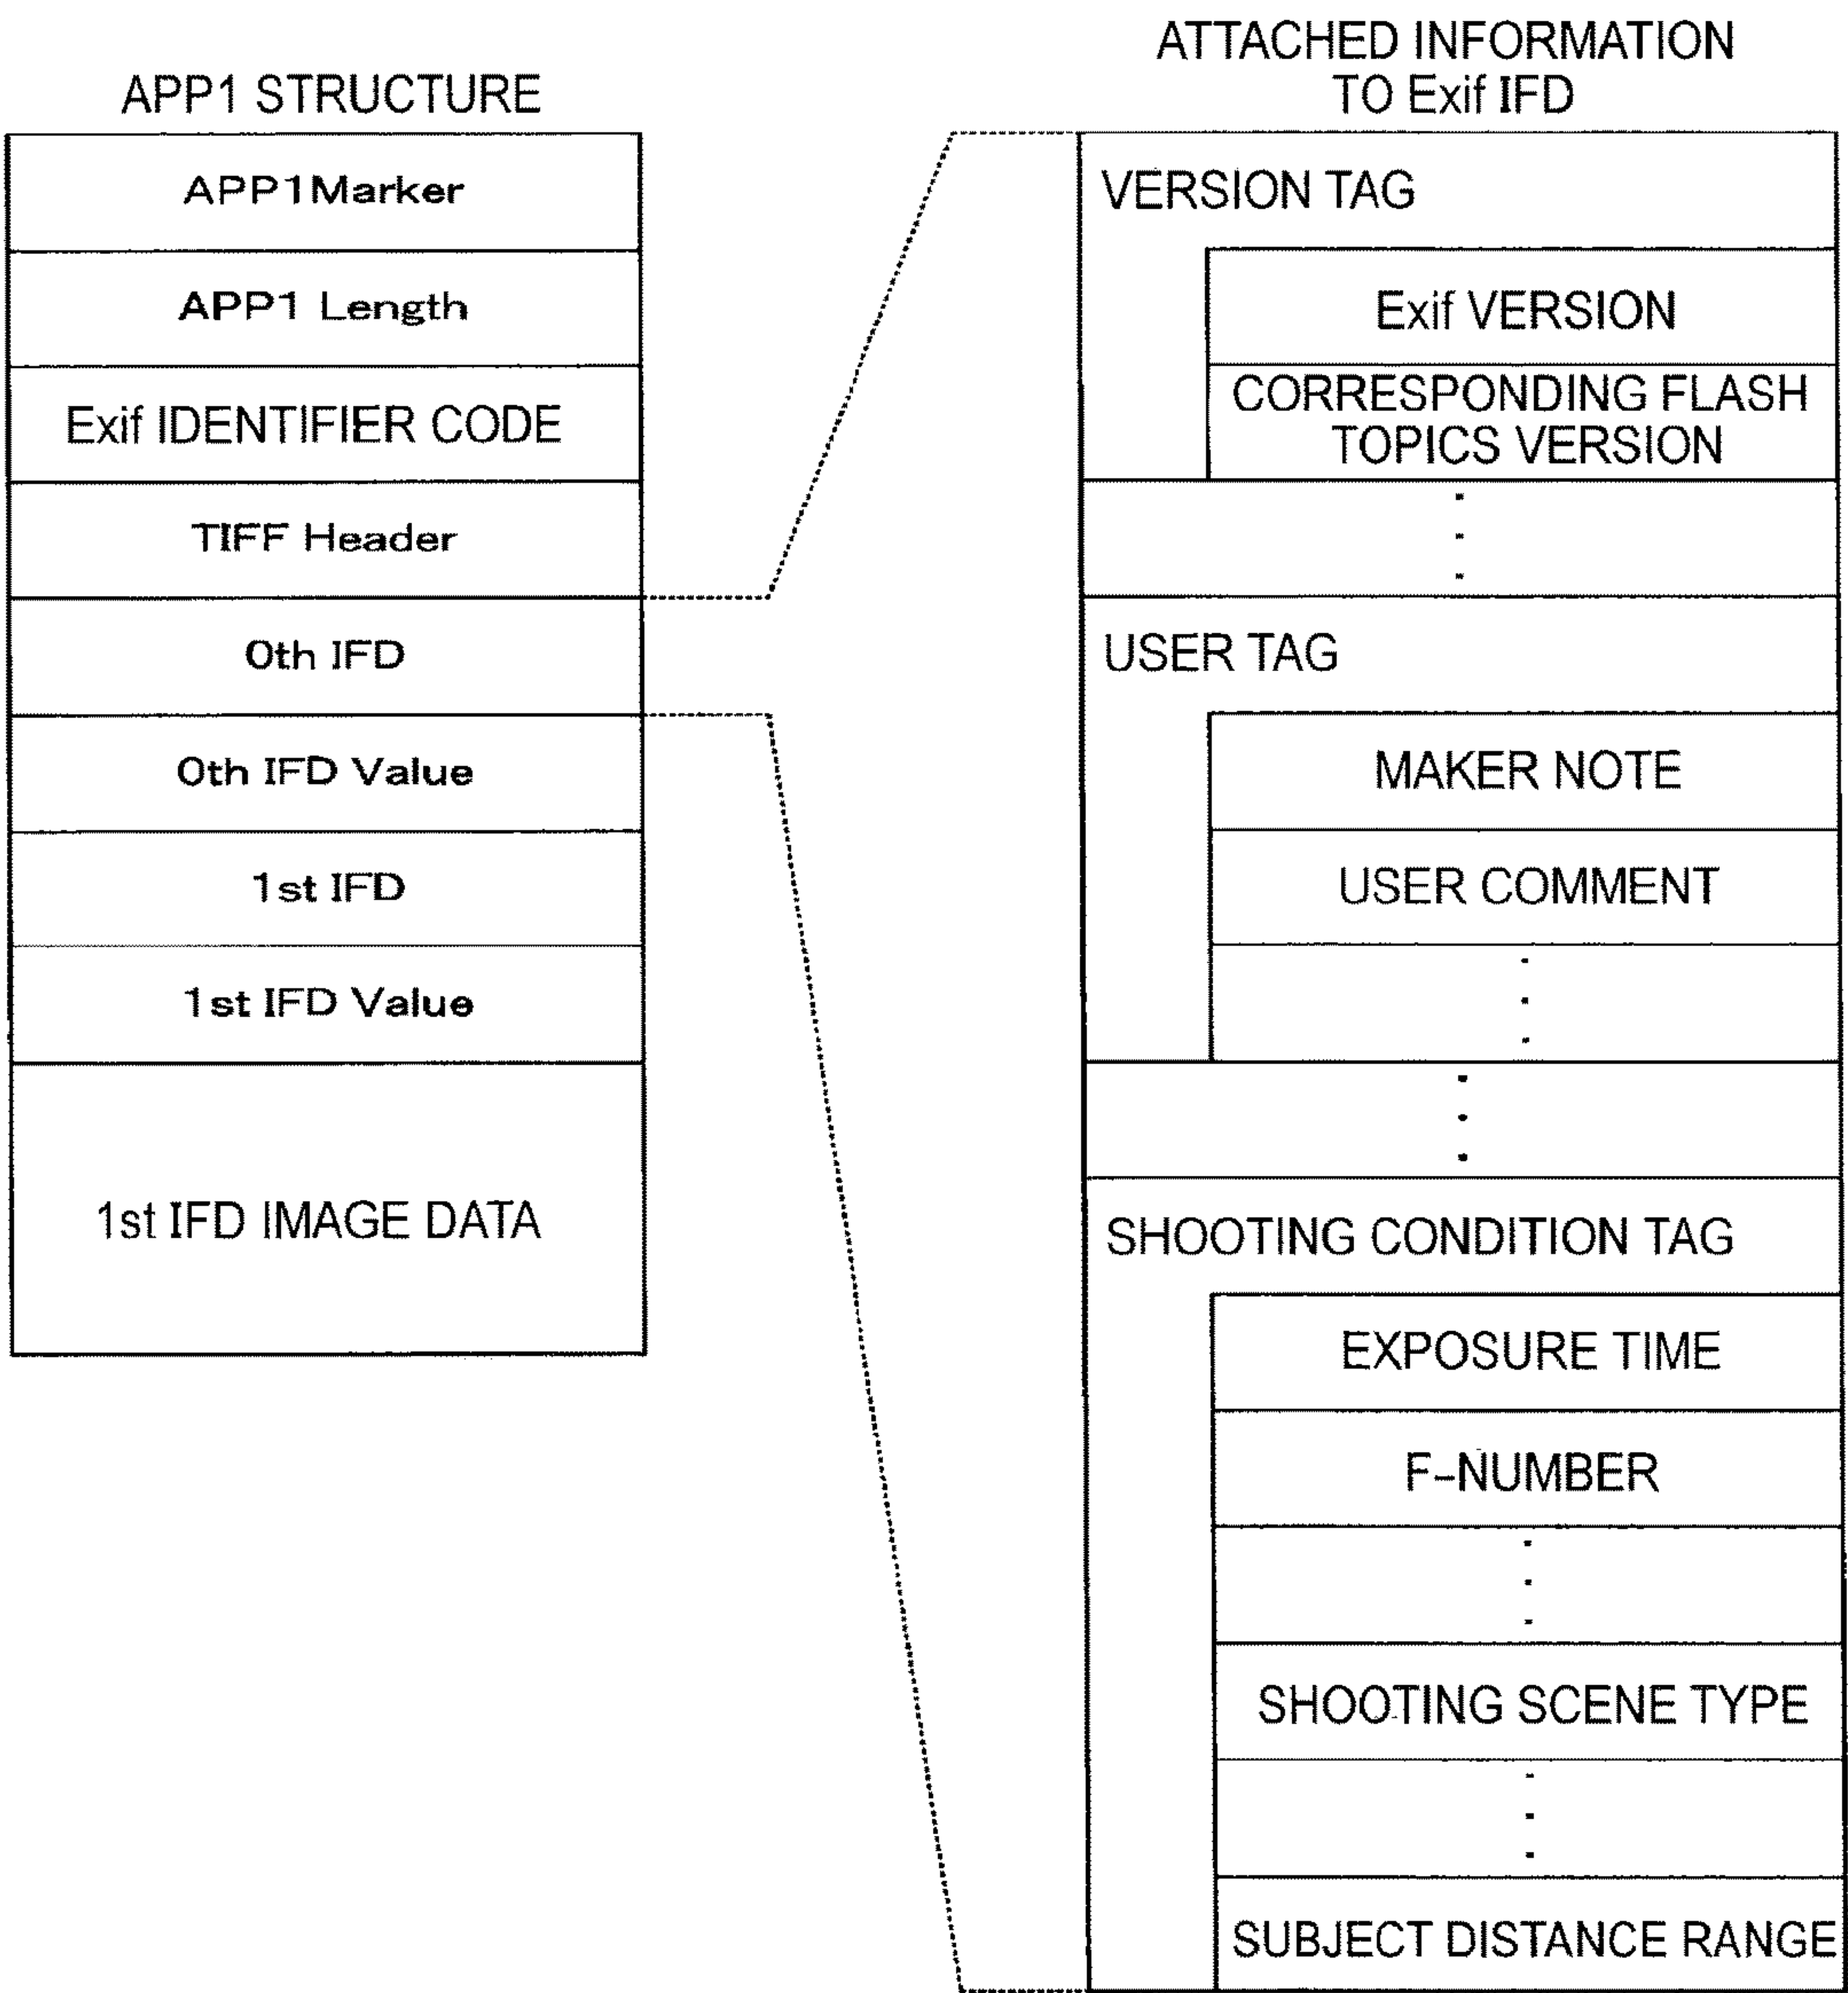 APP1 STRUCTURE
APP1Marker
APP1 Length
Exif IDENTIFIER CODE
TIFF Header
0th IFD
0th IFD Value
1st IFD
1st IFD Value
1st IFD IMAGE DATA
ATTACHED INFORMATION
TO Exif IFD
VERSION TAG
Exif VERSION
CORRESPONDING FLASH
TOPICS VERSION
USER TAG
MAKER NOTE
USER COMMENT
SHOOTING CONDITION TAG
EXPOSURE TIME
F-NUMBER
SHOOTING SCENE TYPE
SUBJECT DISTANCE RANGE